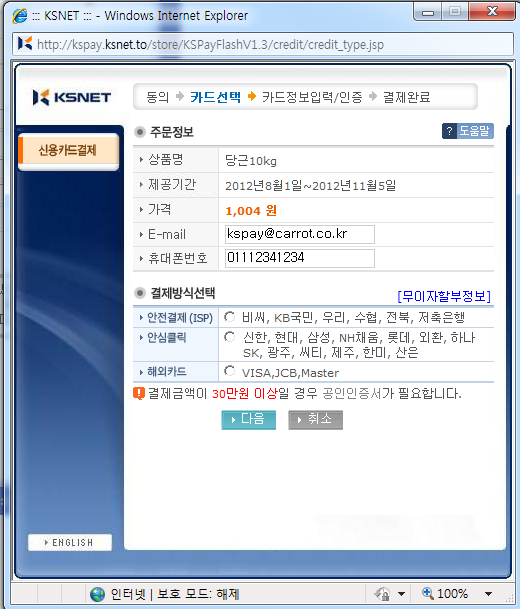 ::: KSNET ::: - Windows Internet Explorer
http://kspay.ksnet.to/store/KSPayFlashV1.3/credit/credit_type.jsp
KSNET
동의 카드선택 카드정보입력/인증 결제완료
신용카드결제
주문정보
? 도움말
상품명 당근10kg
제공기간 2012년8월1일~2012년11월5일
가격 1,004 원
E-mail kspay@carrot.co.kr
휴대폰번호 01112341234
결제방식선택 [무이자할부정보]
안전결제 (ISP) 비씨, KB국민, 우리, 수협, 전북, 저축은행
안심클릭 신한, 현대, 삼성, NH채움, 롯데, 외환, 하나
SK, 광주, 씨티, 제주, 한미, 산은
해외카드 VISA,JCB,Master
결제금액이 30만원 이상일 경우 공인인증서가 필요합니다.
다음 취소
ENGLISH
인터넷 | 보호 모드: 해제 100%